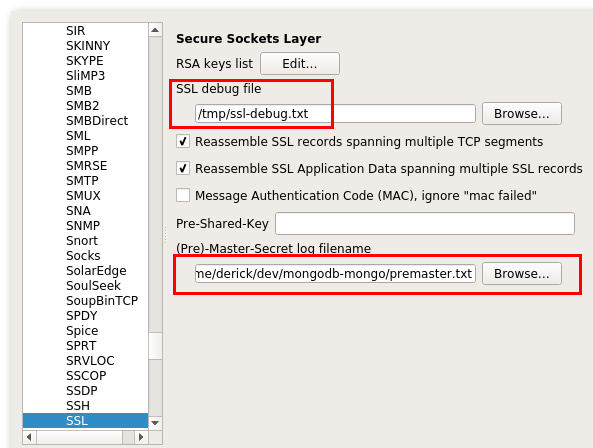 SIR
SKINNY
SKYPE
SliMP3
SMB
SMB2
SMBDirect
SML
SMPP
SMRSE
SMTP
SMUX
SNA
SNMP
Snort
Socks
SolarEdge
SoulSeek
SoupBinTCP
SPDY
Spice
SPRT
SRVLOC
SSCOP
SSDP
SSH
SSL
Secure Sockets Layer
RSA keys list Edit...
SSL debug file
/tmp/ssl-debug.txt Browse...
Reassemble SSL records spanning multiple TCP segments
Reassemble SSL Application Data spanning multiple SSL records
Message Authentication Code (MAC), ignore "mac failed"
Pre-Shared-Key
(Pre)-Master-Secret log filename
me/derick/dev/mongodb-mongo/premaster.txt Browse...